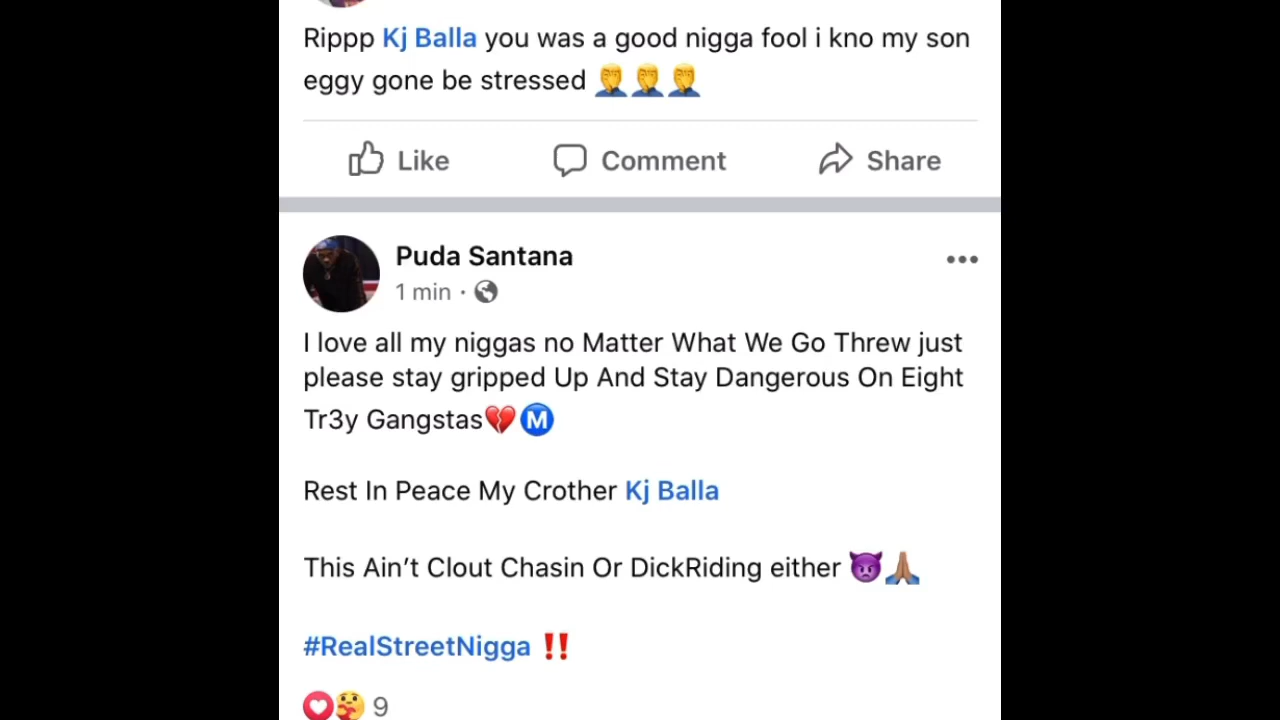 Rippp Kj Balla you was a good nigga fool i kno my son
eggy gone be stressed 🤦‍♂️🤦‍♂️🤦‍♂️
Like Comment Share
Puda Santana
1 min ·
I love all my niggas no Matter What We Go Threw just
please stay gripped Up And Stay Dangerous On Eight
Tr3y Gangstas💔Ⓜ️
Rest In Peace My Crother Kj Balla
This Ain’t Clout Chasin Or DickRiding either 😈🙏🏽
#RealStreetNigga ‼️
9